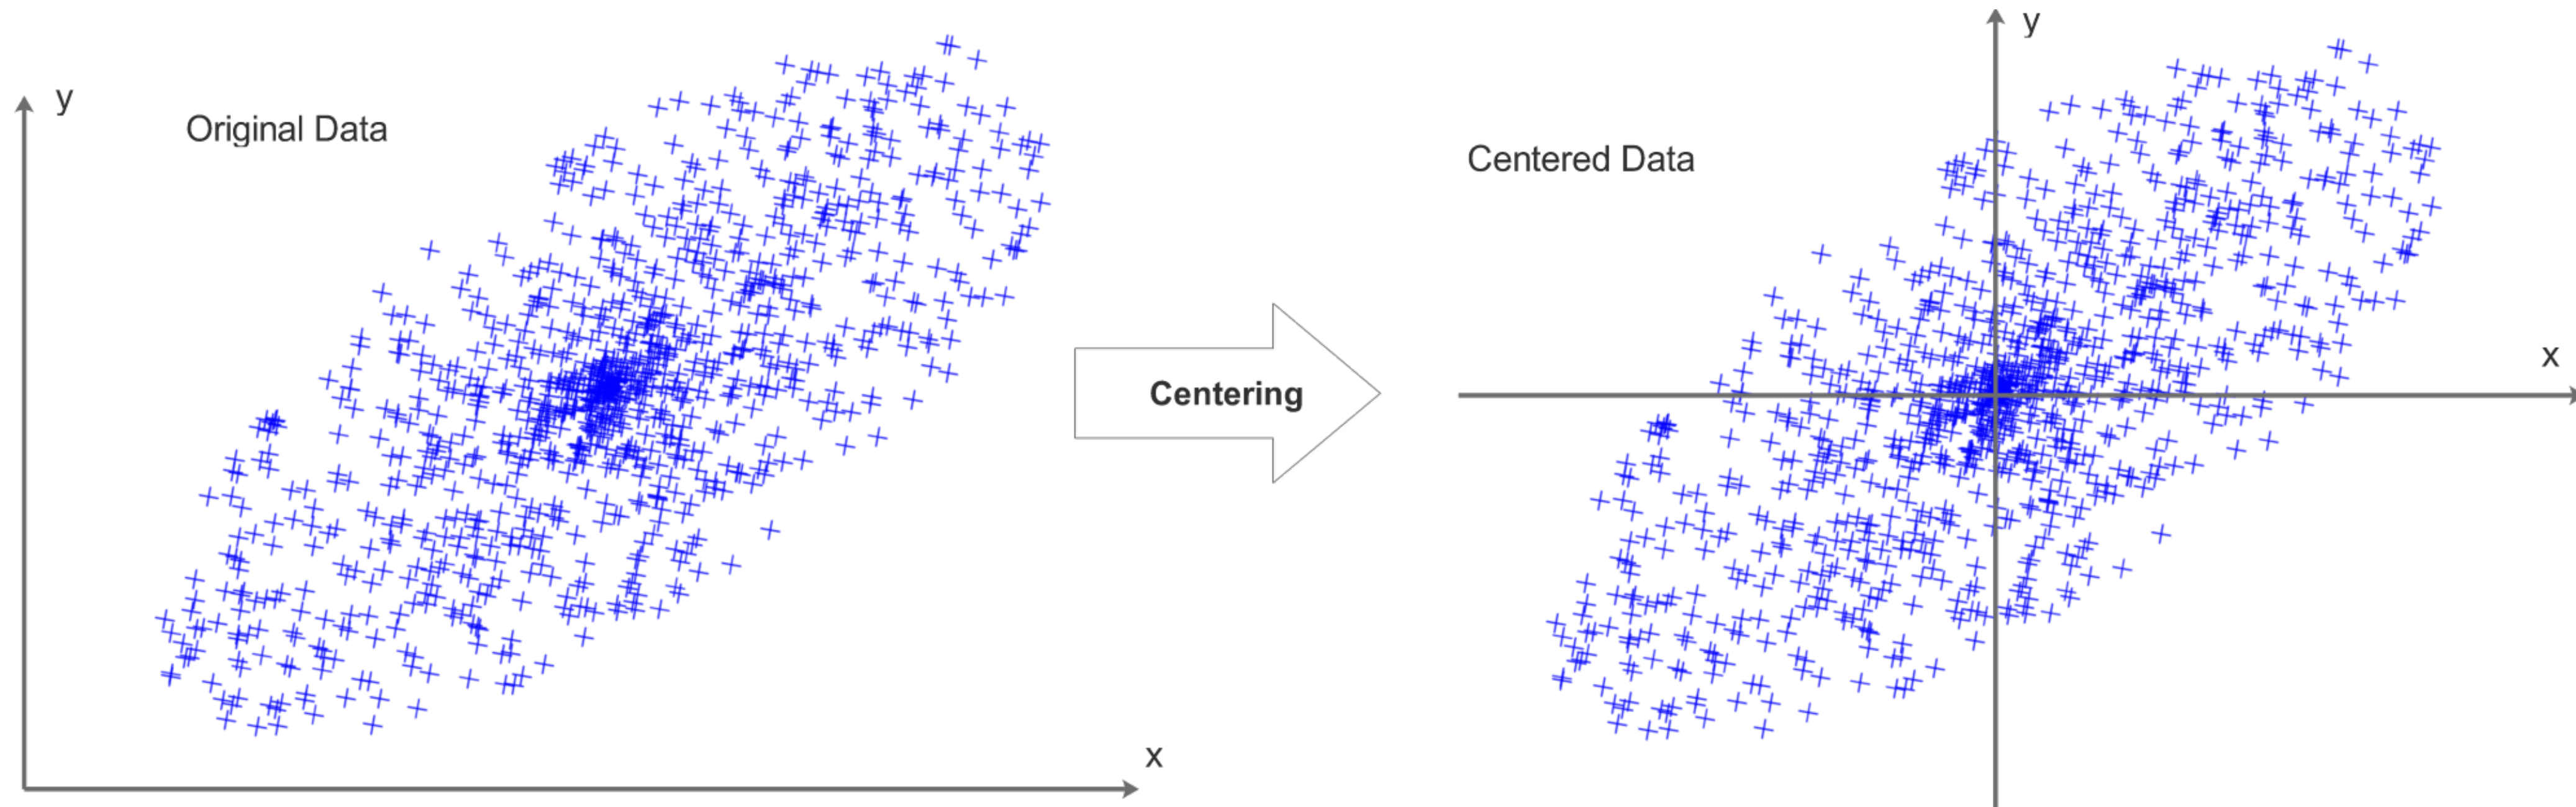 y
Original Data
x
Centering
y
Centered Data
x